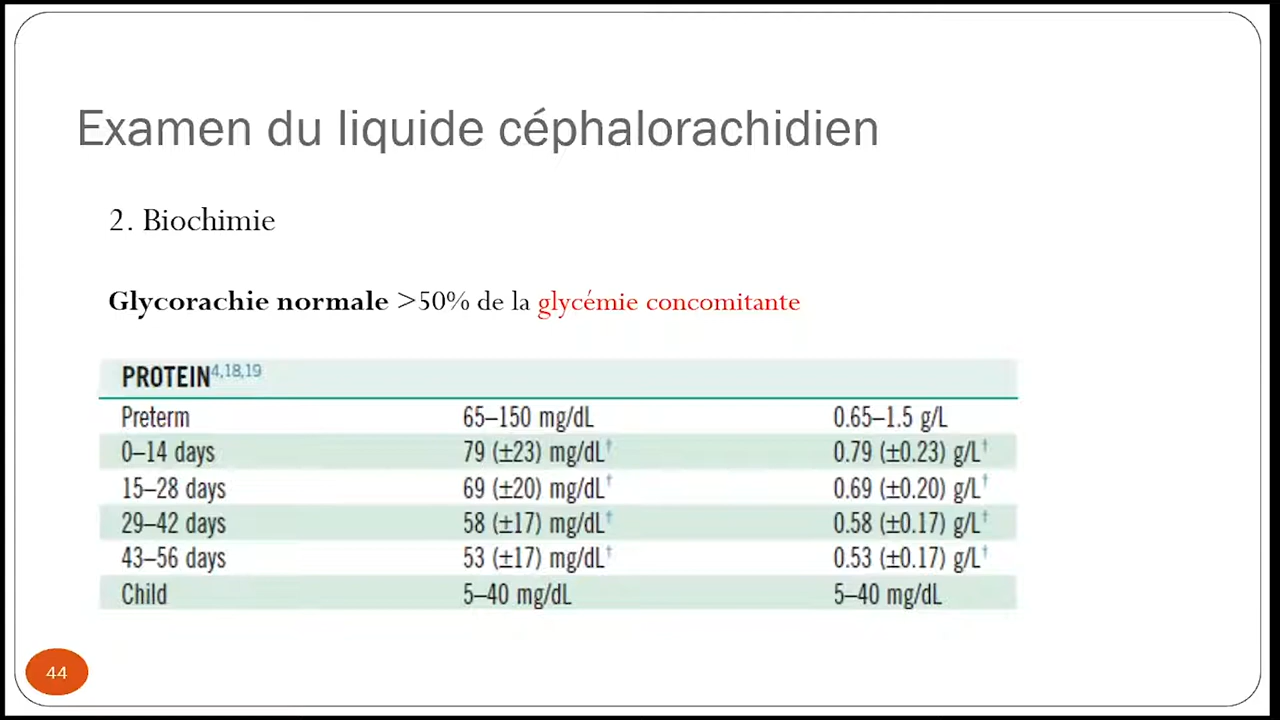 Examen du liquide céphalorachidien
2. Biochimie
Glycorachie normale >50% de la glycémie concomitante
PROTEIN4,18,19
Preterm 65–150 mg/dL 0.65–1.5 g/L
0–14 days 79 (±23) mg/dL† 0.79 (±0.23) g/L†
15–28 days 69 (±20) mg/dL† 0.69 (±0.20) g/L†
29–42 days 58 (±17) mg/dL† 0.58 (±0.17) g/L†
43–56 days 53 (±17) mg/dL† 0.53 (±0.17) g/L†
Child 5–40 mg/dL 5–40 mg/dL
44